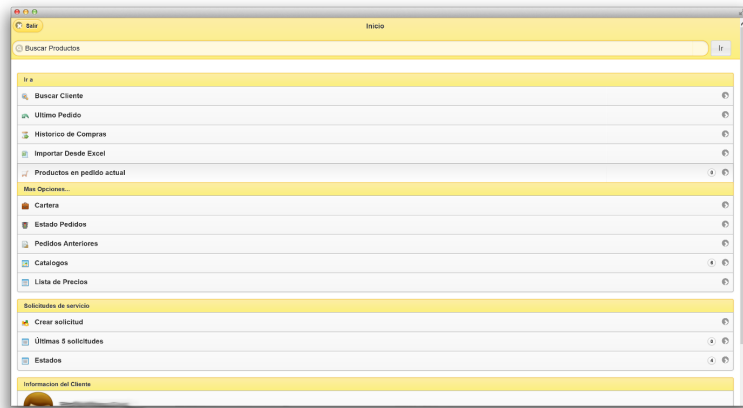 Salir
Inicio
Buscar Productos
Ir
Ir a
Buscar Cliente
Ultimo Pedido
Historico de Compras
Importar Desde Excel
Productos en pedido actual 0
Mas Opciones...
Cartera
Estado Pedidos
Pedidos Anteriores
Catalogos
Lista de Precios
Solicitudes de servicio
Crear solicitud
Últimas 5 solicitudes 0
Estados 4
Informacion del Cliente